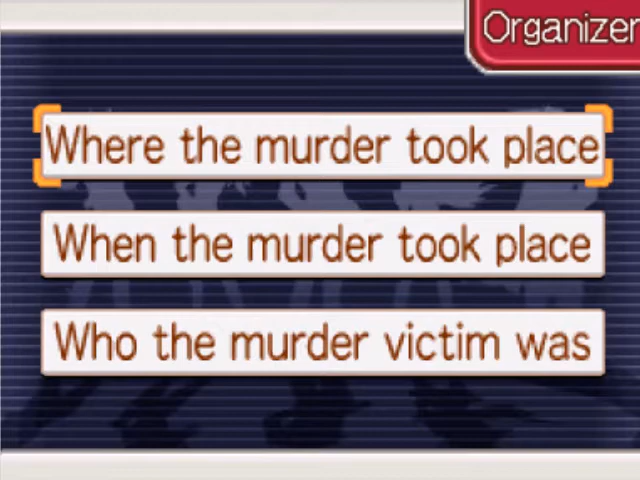 Organizer
Where the murder took place
When the murder took place
Who the murder victim was